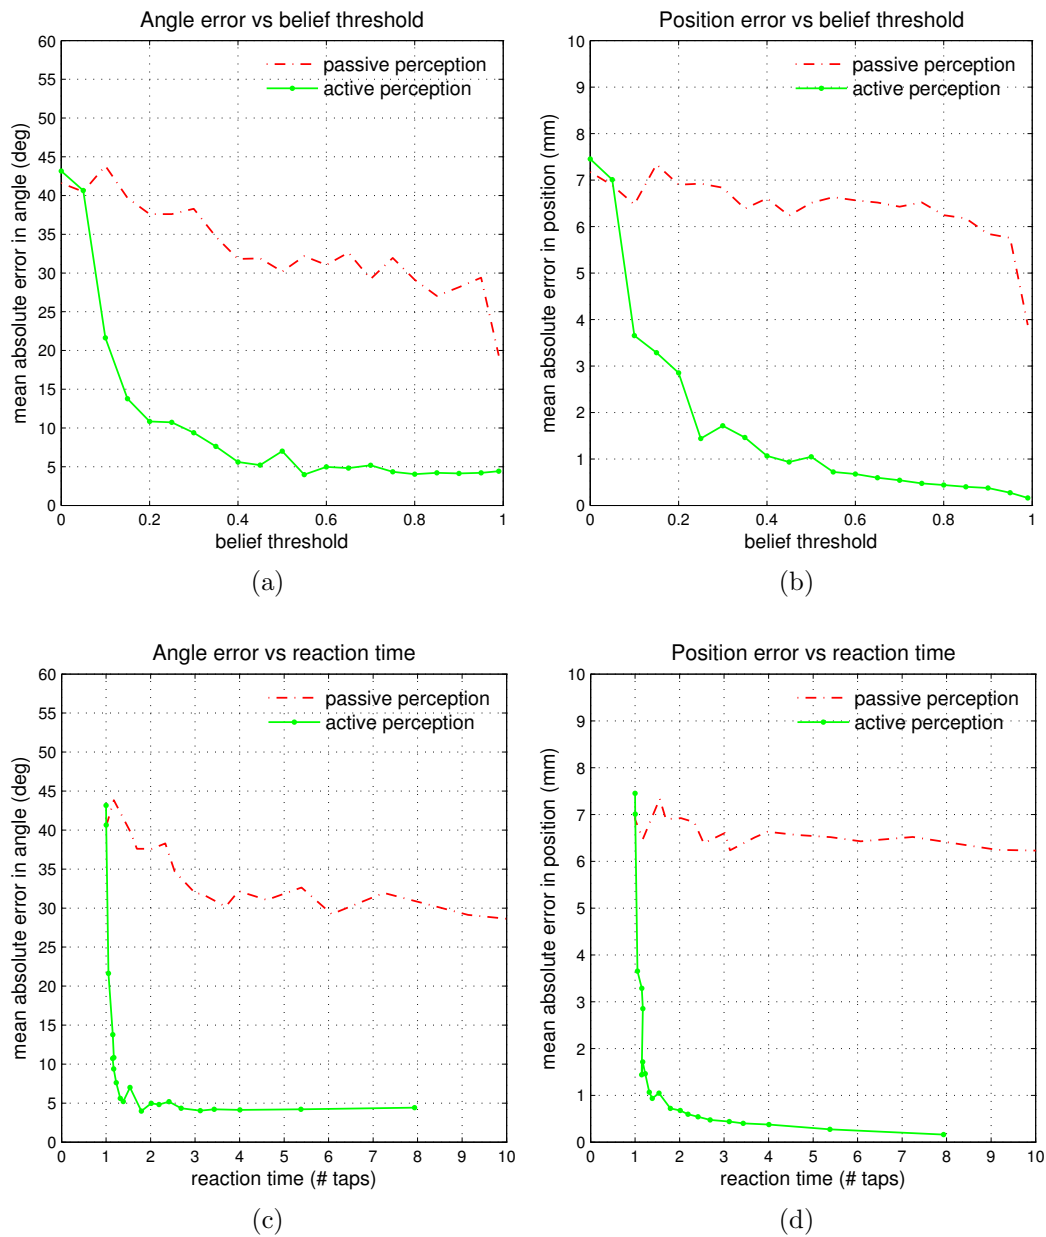 Angle error vs belief threshold
60
55
50
45
40
35
30
25
20
15
10
5
0
mean absolute error in angle (deg)
passive perception
active perception
0 0.2 0.4 0.6 0.8 1
belief threshold
(a)
Position error vs belief threshold
10
9
8
7
6
5
4
3
2
1
0
mean absolute error in position (mm)
passive perception
active perception
0 0.2 0.4 0.6 0.8 1
belief threshold
(b)
Angle error vs reaction time
60
55
50
45
40
35
30
25
20
15
10
5
0
mean absolute error in angle (deg)
passive perception
active perception
0 1 2 3 4 5 6 7 8 9 10
reaction time (# taps)
(c)
Position error vs reaction time
10
9
8
7
6
5
4
3
2
1
0
mean absolute error in position (mm)
passive perception
active perception
0 1 2 3 4 5 6 7 8 9 10
reaction time (# taps)
(d)